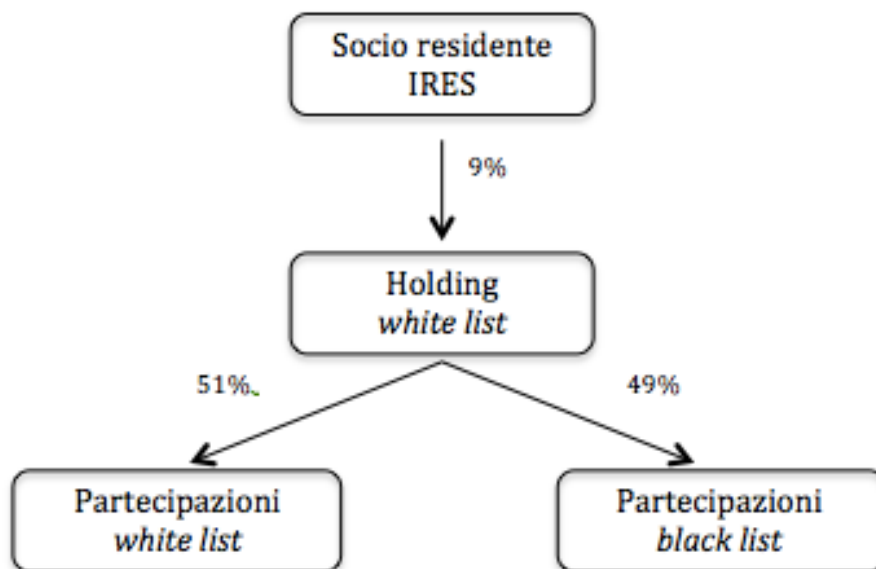 Socio residente
IRES
9%
Holding
white list
51%.
49%
Partecipazioni
white list
Partecipazioni
black list